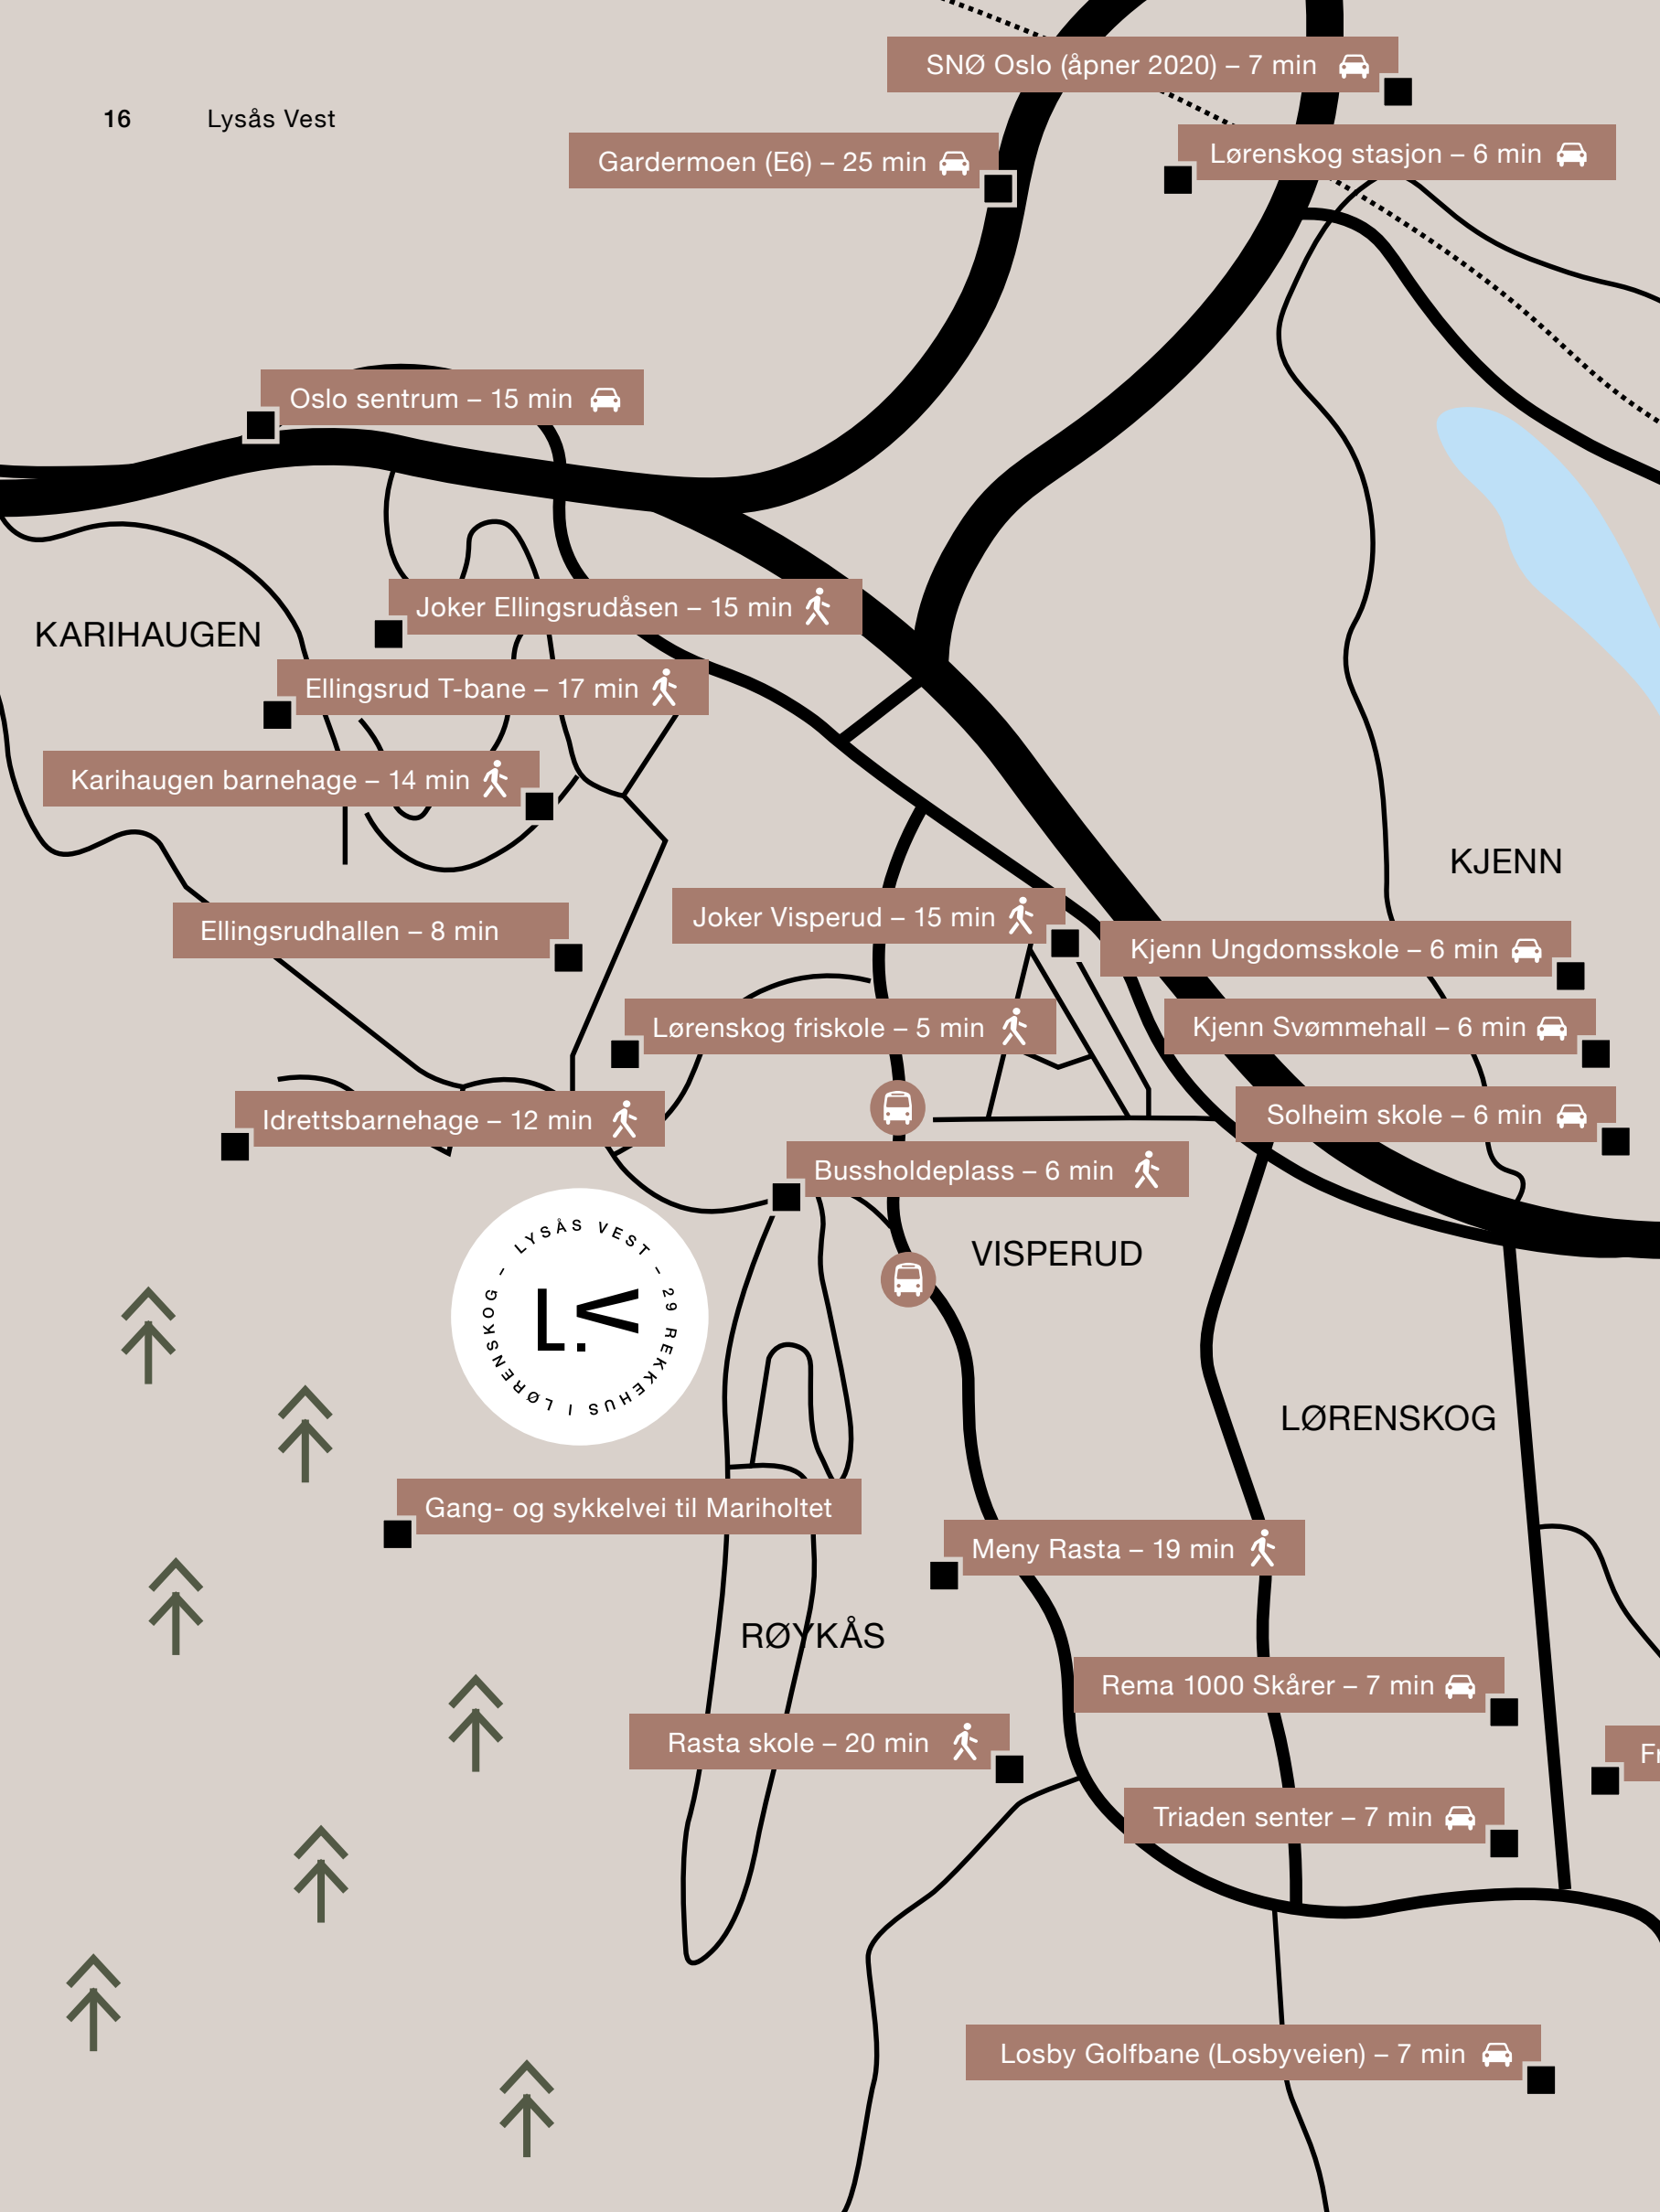 16 Lysås Vest
SNØ Oslo (åpner 2020) – 7 min
Gardermoen (E6) – 25 min
Lørenskog stasjon – 6 min
Oslo sentrum – 15 min
Joker Ellingsrudåsen – 15 min
KARIHAUGEN
Ellingsrud T-bane – 17 min
Karihaugen barnehage – 14 min
KJENN
Ellingsrudhallen – 8 min
Joker Visperud – 15 min
Kjenn Ungdomsskole – 6 min
Lørenskog friskole – 5 min
Kjenn Svømmehall – 6 min
Idrettsbarnehage – 12 min
Solheim skole – 6 min
Bussholdeplass – 6 min
VISPERUD
LYSÅS VEST – 29 REKKEHUS I LØRENSKOG –
L.V
LØRENSKOG
Gang- og sykkelvei til Mariholtet
Meny Rasta – 19 min
RØYKÅS
Rema 1000 Skårer – 7 min
Rasta skole – 20 min
Fr
Triaden senter – 7 min
Losby Golfbane (Losbyveien) – 7 min